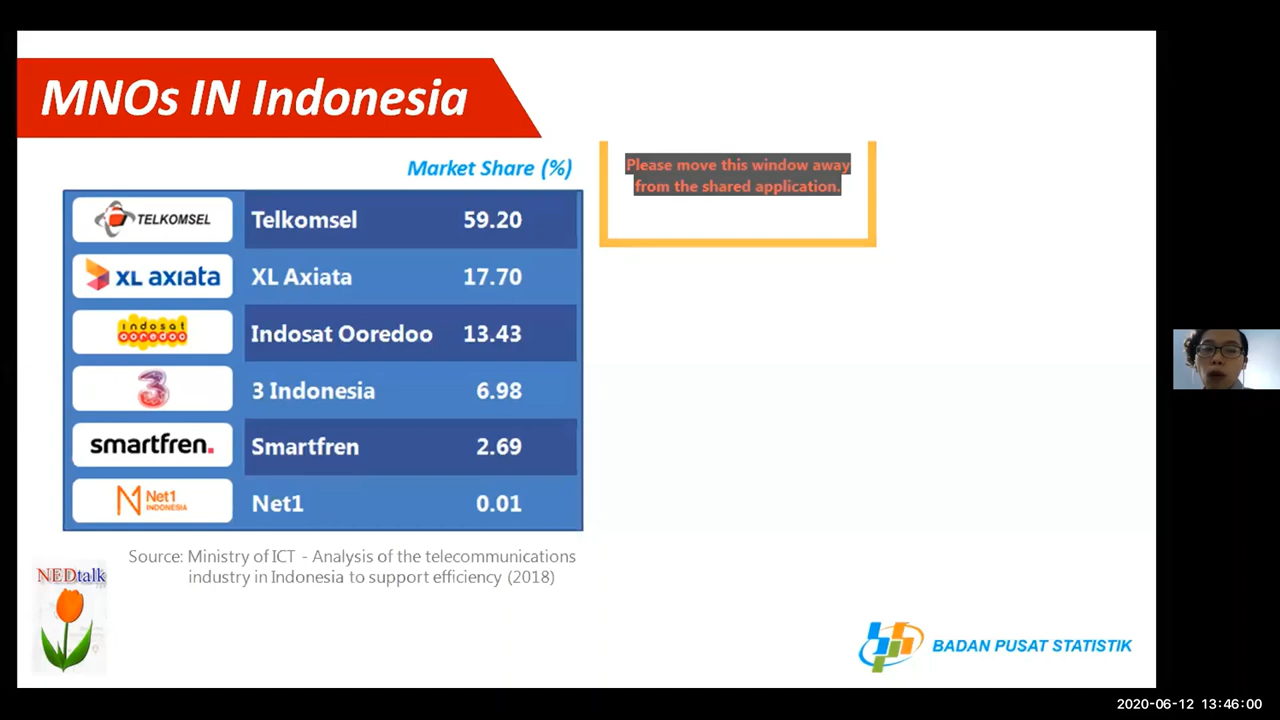 MNOs IN Indonesia
Market Share (%)
Please move this window away
from the shared application.
TELKOMSEL Telkomsel 59.20
XL axiata XL Axiata 17.70
indosat
ooredoo Indosat Ooredoo 13.43
3 3 Indonesia 6.98
smartfren. Smartfren 2.69
Net1
INDONESIA Net1 0.01
Source: Ministry of ICT - Analysis of the telecommunications
industry in Indonesia to support efficiency (2018)
NEDtalk
BADAN PUSAT STATISTIK
2020-06-12 13:46:00